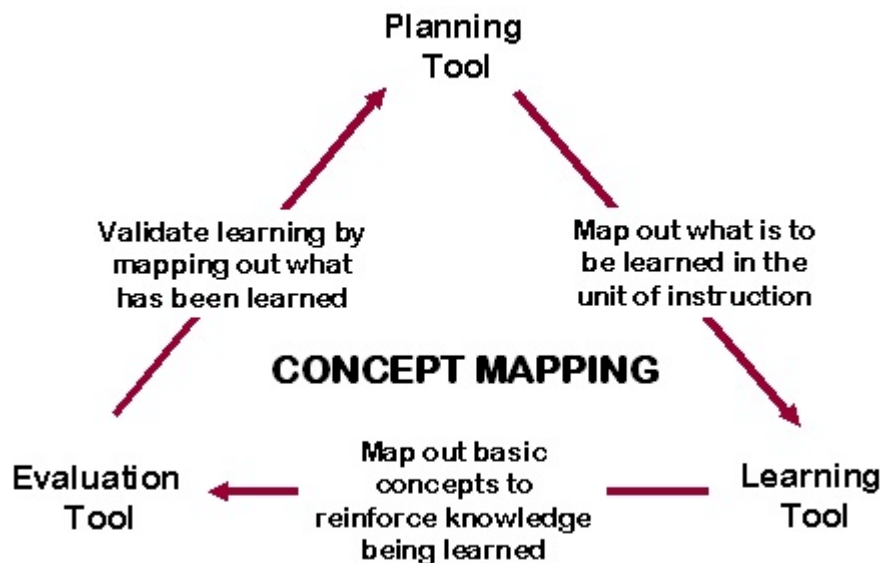 Planning
Tool
Validate learning by
mapping out what
has been learned
Map out what is to
be learned in the
unit of instruction
CONCEPT MAPPING
Evaluation
Tool
Map out basic
concepts to
reinforce knowledge
being learned
Learning
Tool